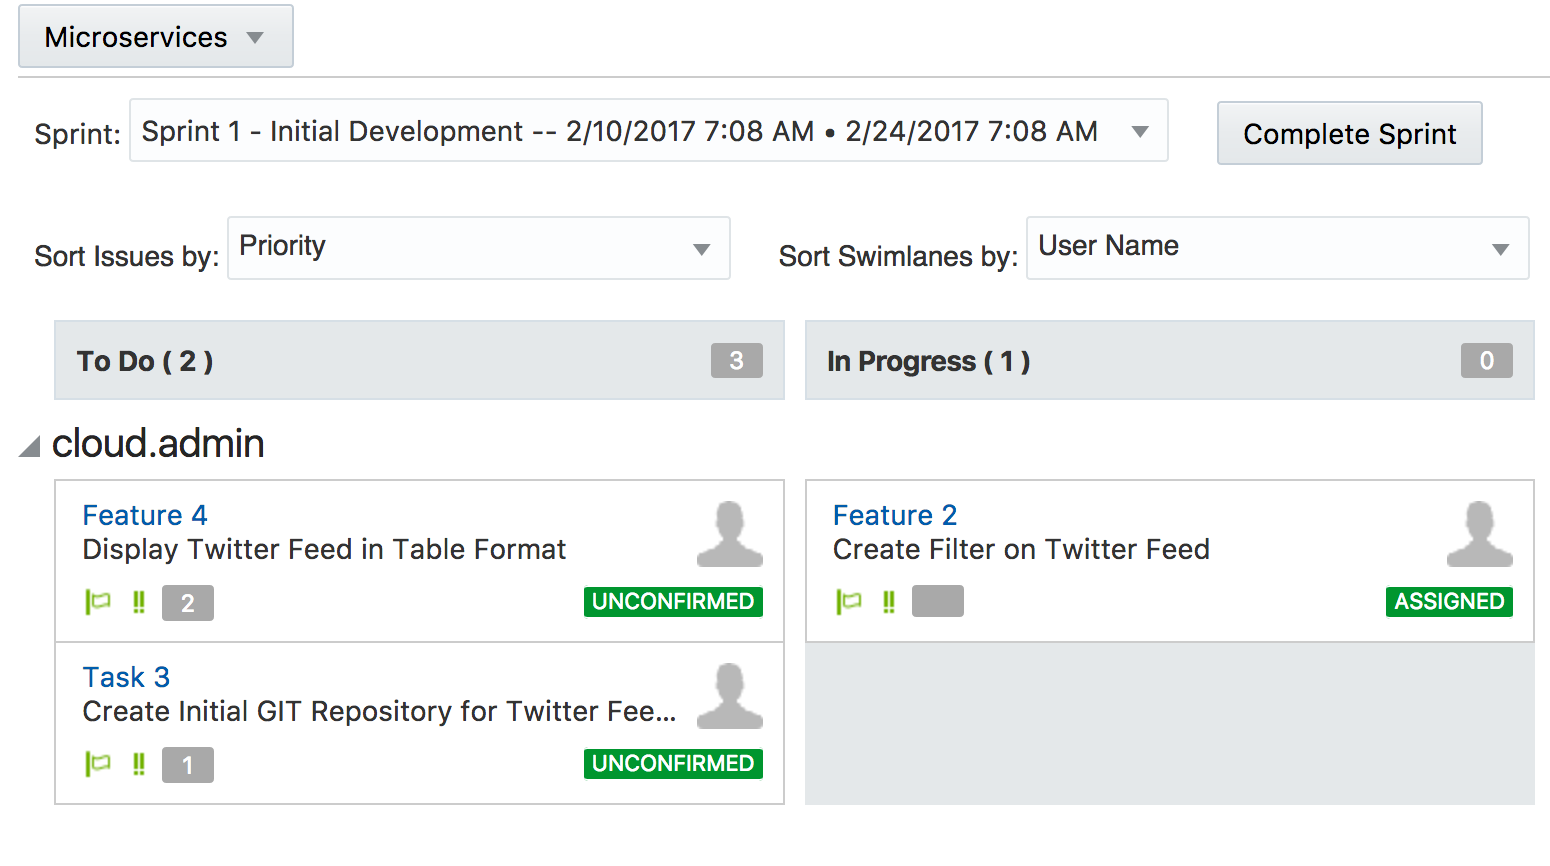 Microservices
Sprint: Sprint 1 - Initial Development -- 2/10/2017 7:08 AM • 2/24/2017 7:08 AM Complete Sprint
Sort Issues by: Priority Sort Swimlanes by: User Name
To Do ( 2 ) 3 In Progress ( 1 ) 0
cloud.admin
Feature 4
Display Twitter Feed in Table Format
!! 2 UNCONFIRMED
Feature 2
Create Filter on Twitter Feed
!! ASSIGNED
Task 3
Create Initial GIT Repository for Twitter Fee...
!! 1 UNCONFIRMED